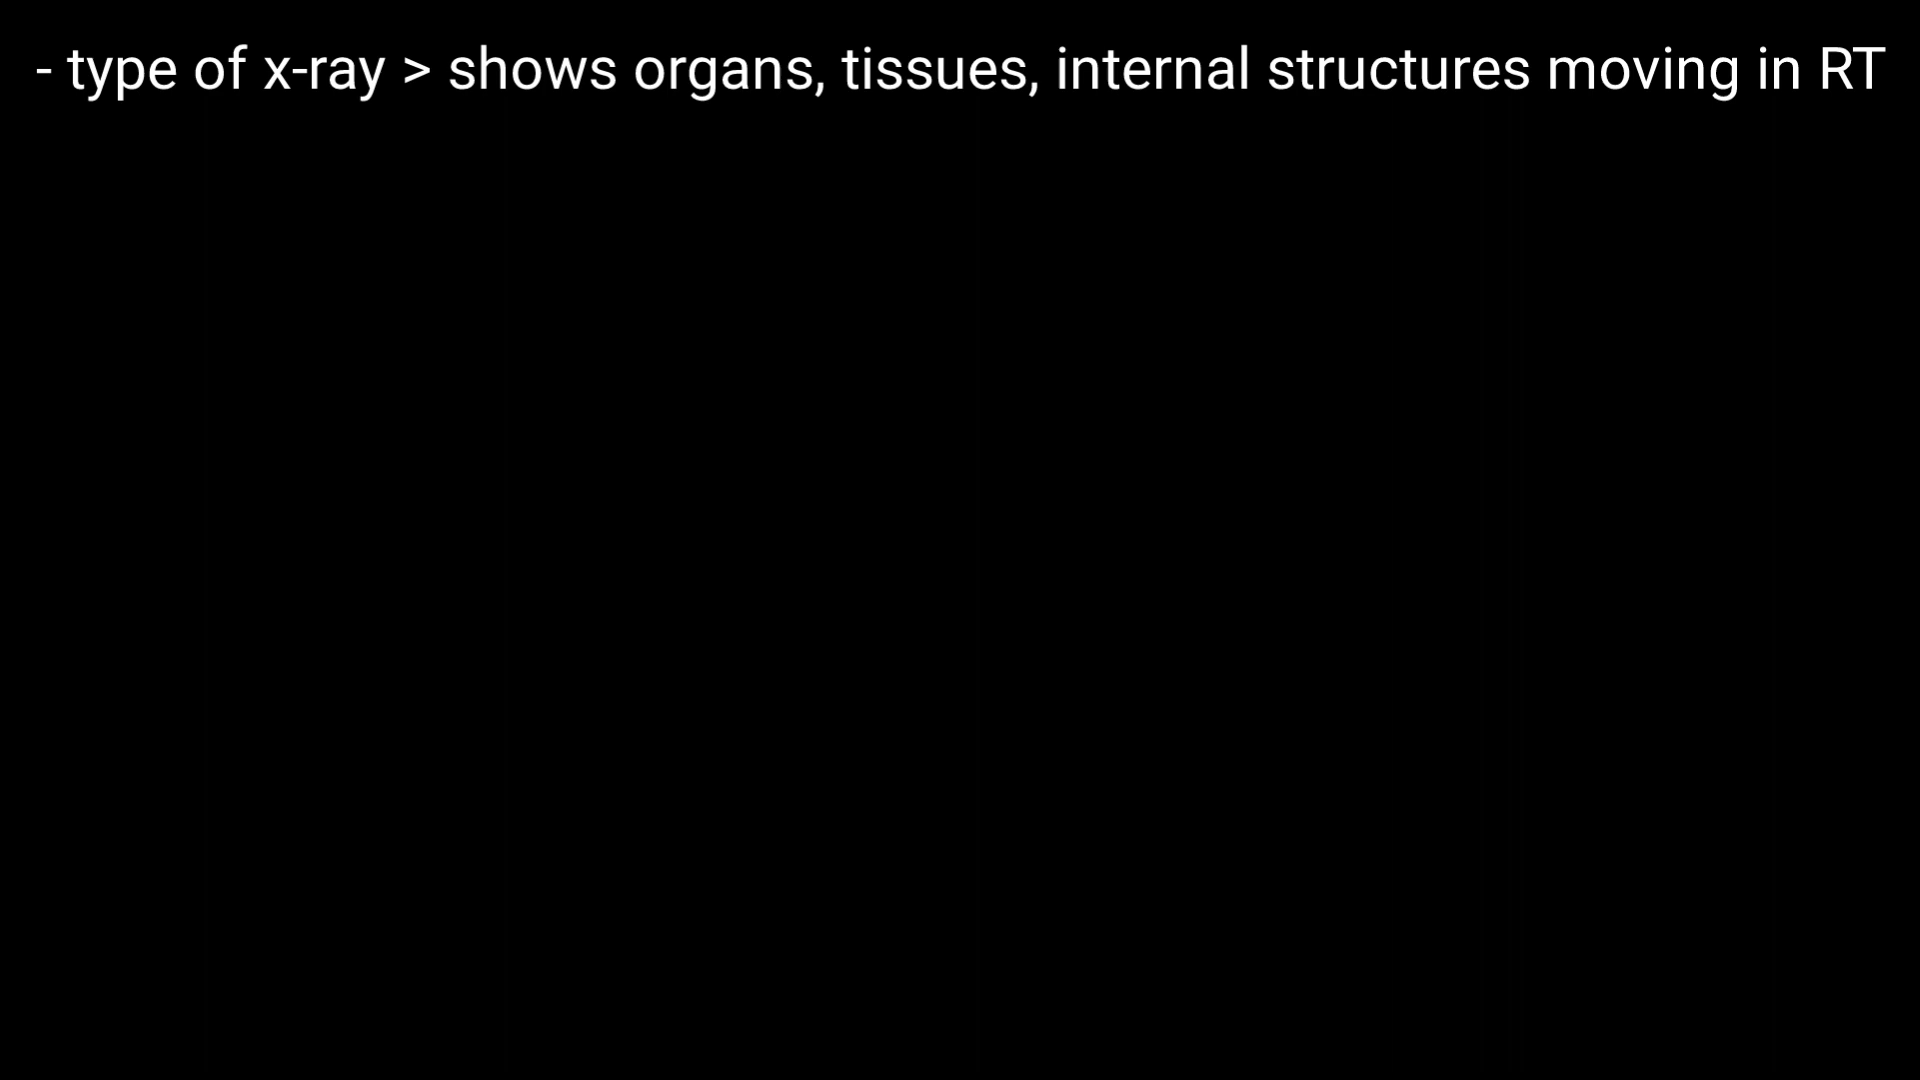 - type of x-ray > shows organs, tissues, internal structures moving in RT